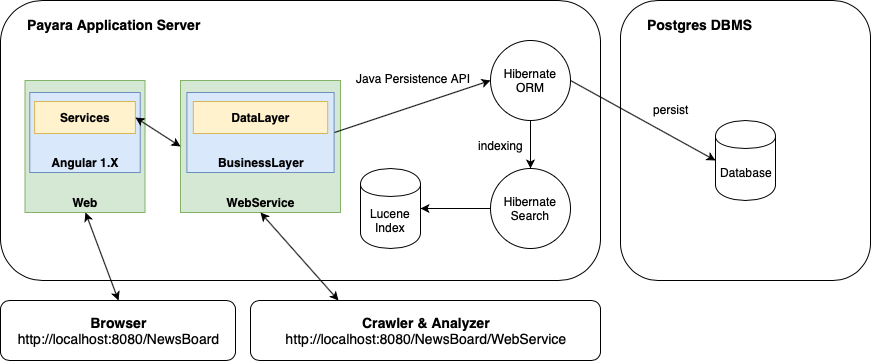 Payara Application Server
Postgres DBMS
Services
Angular 1.X
Web
DataLayer
BusinessLayer
WebService
Java Persistence API
Hibernate
ORM
persist
indexing
Database
Hibernate
Search
Lucene
Index
Browser
http://localhost:8080/NewsBoard
Crawler & Analyzer
http://localhost:8080/NewsBoard/WebService